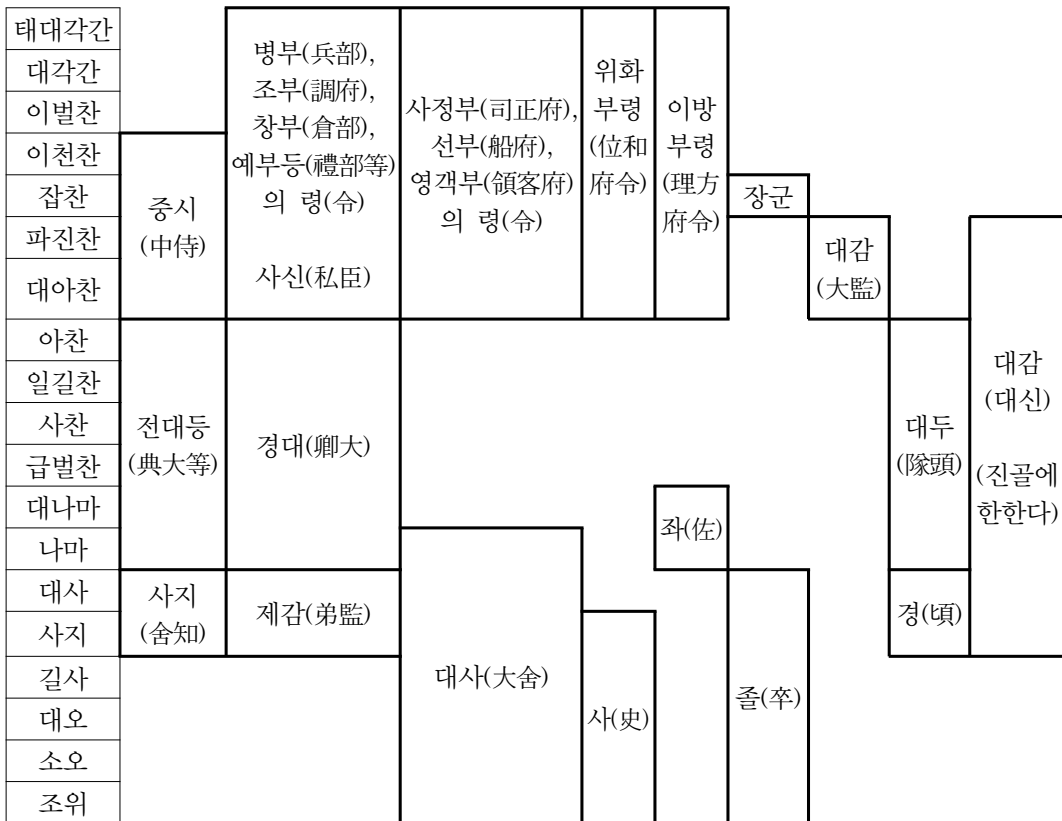 태대각간
대각간
이벌찬
이천찬
잡찬
파진찬
대아찬
아찬
일길찬
사찬
급벌찬
대나마
나마
대사
사지
길사
대오
소오
조위
중시
(中侍)
전대등
(典大等)
사지
(舍知)
병부(兵部),
조부(調府),
창부(倉部),
예부등(禮部等)
의 령(令)
사신(私臣)
경대(卿大)
제감(弟監)
사정부(司正府),
선부(船府),
영객부(領客府)
의 령(令)
대사(大舍)
위화
부령
(位和
府令)
사(史)
이방
부령
(理方
府令)
좌(佐)
장군
졸(卒)
대감
(大監)
대두
(隊頭)
경(頃)
대감
(대신)
(진골에
한한다)